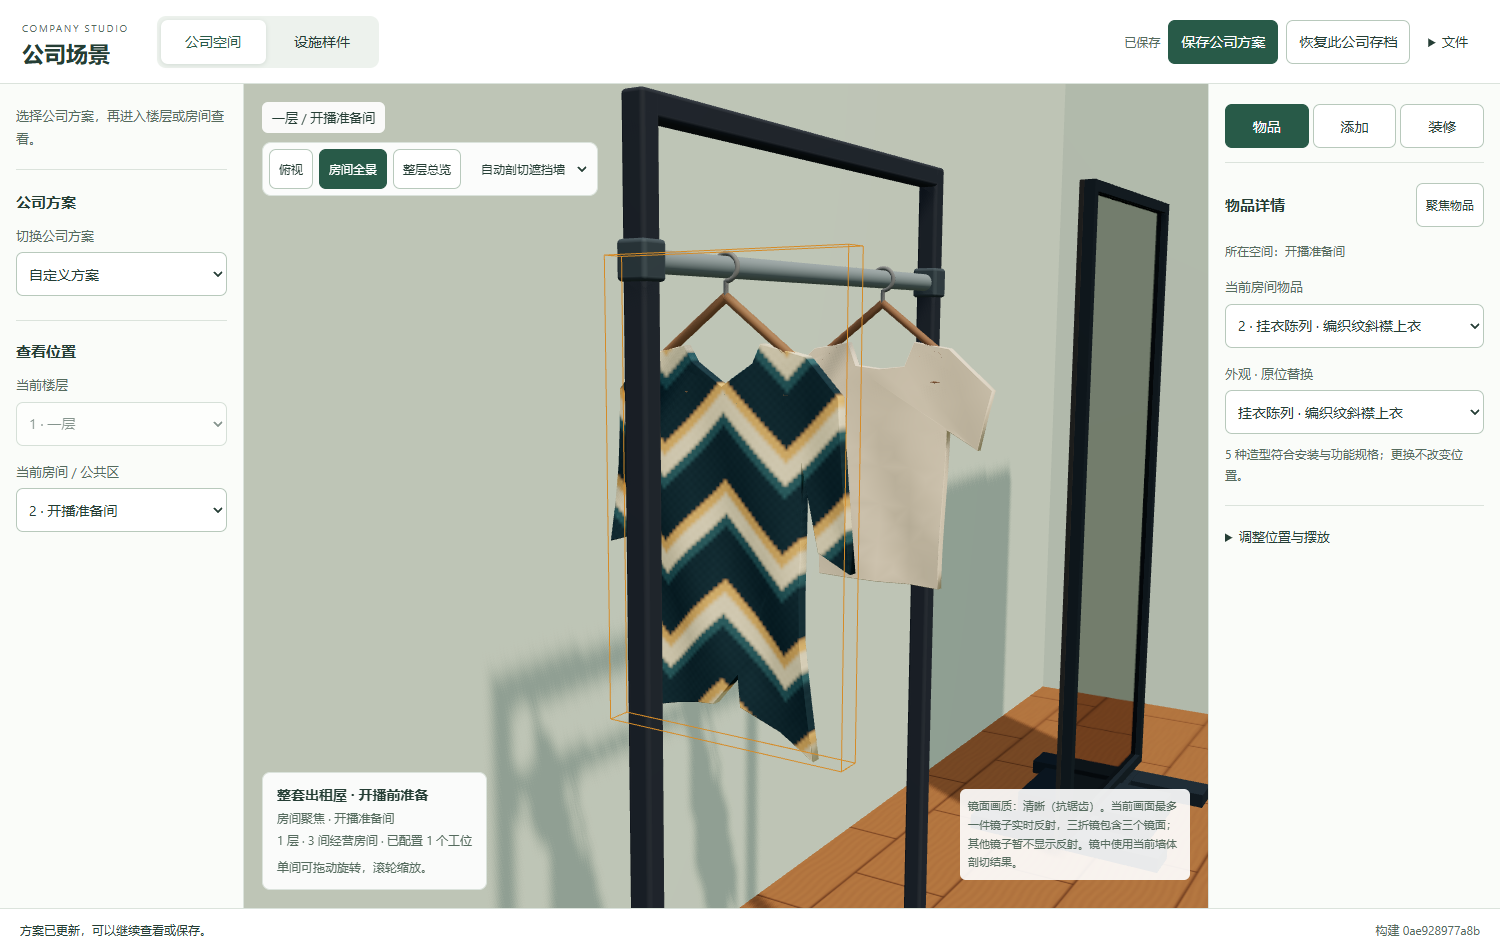 COMPANY STUDIO
公司场景
公司空间
设施样件
已保存
保存公司方案
恢复此公司存档
▶ 文件
选择公司方案，再进入楼层或房间查
看。
公司方案
切换公司方案
自定义方案
查看位置
当前楼层
1 · 一层
当前房间 / 公共区
2 · 开播准备间
一层 / 开播准备间
俯视
房间全景
整层总览
自动剖切遮挡墙
整套出租屋 · 开播前准备
房间聚焦 · 开播准备间
1 层 · 3 间经营房间 · 已配置 1 个工位
单间可拖动旋转，滚轮缩放。
镜面画质：清晰（抗锯齿）。当前画面最多
一件镜子实时反射，三折镜包含三个镜面；
其他镜子暂不显示反射。镜中使用当前墙体
剖切结果。
物品
添加
装修
物品详情
聚焦物品
所在空间：开播准备间
当前房间物品
2 · 挂衣陈列 · 编织纹斜襟上衣
外观 · 原位替换
挂衣陈列 · 编织纹斜襟上衣
5 种造型符合安装与功能规格；更换不改变位
置。
▶ 调整位置与摆放
方案已更新，可以继续查看或保存。
构建 0ae928977a8b